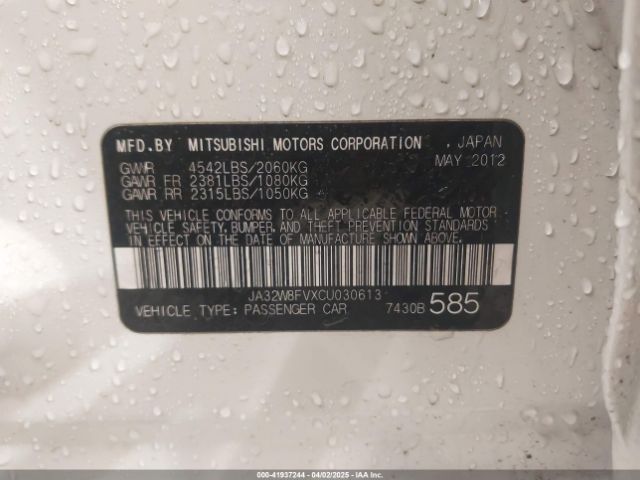 MFD.BY MITSUBISHI MOTORS CORPORATION , JAPAN
GVWR 4542LBS/2060KG MAY 2012
GAWR FR 2381LBS/1080KG
GAWR RR 2315LBS/1050KG
THIS VEHICLE CONFORMS TO ALL APPLICABLE FEDERAL MOTOR
VEHICLE SAFETY, BUMPER, AND THEFT PREVENTION STANDARDS
IN EFFECT ON THE DATE OF MANUFACTURE SHOWN ABOVE.
JA32W8FVXCU030613
VEHICLE TYPE: PASSENGER CAR 7430B 585
000-41937244 - 04/02/2025 - IAAI.COM